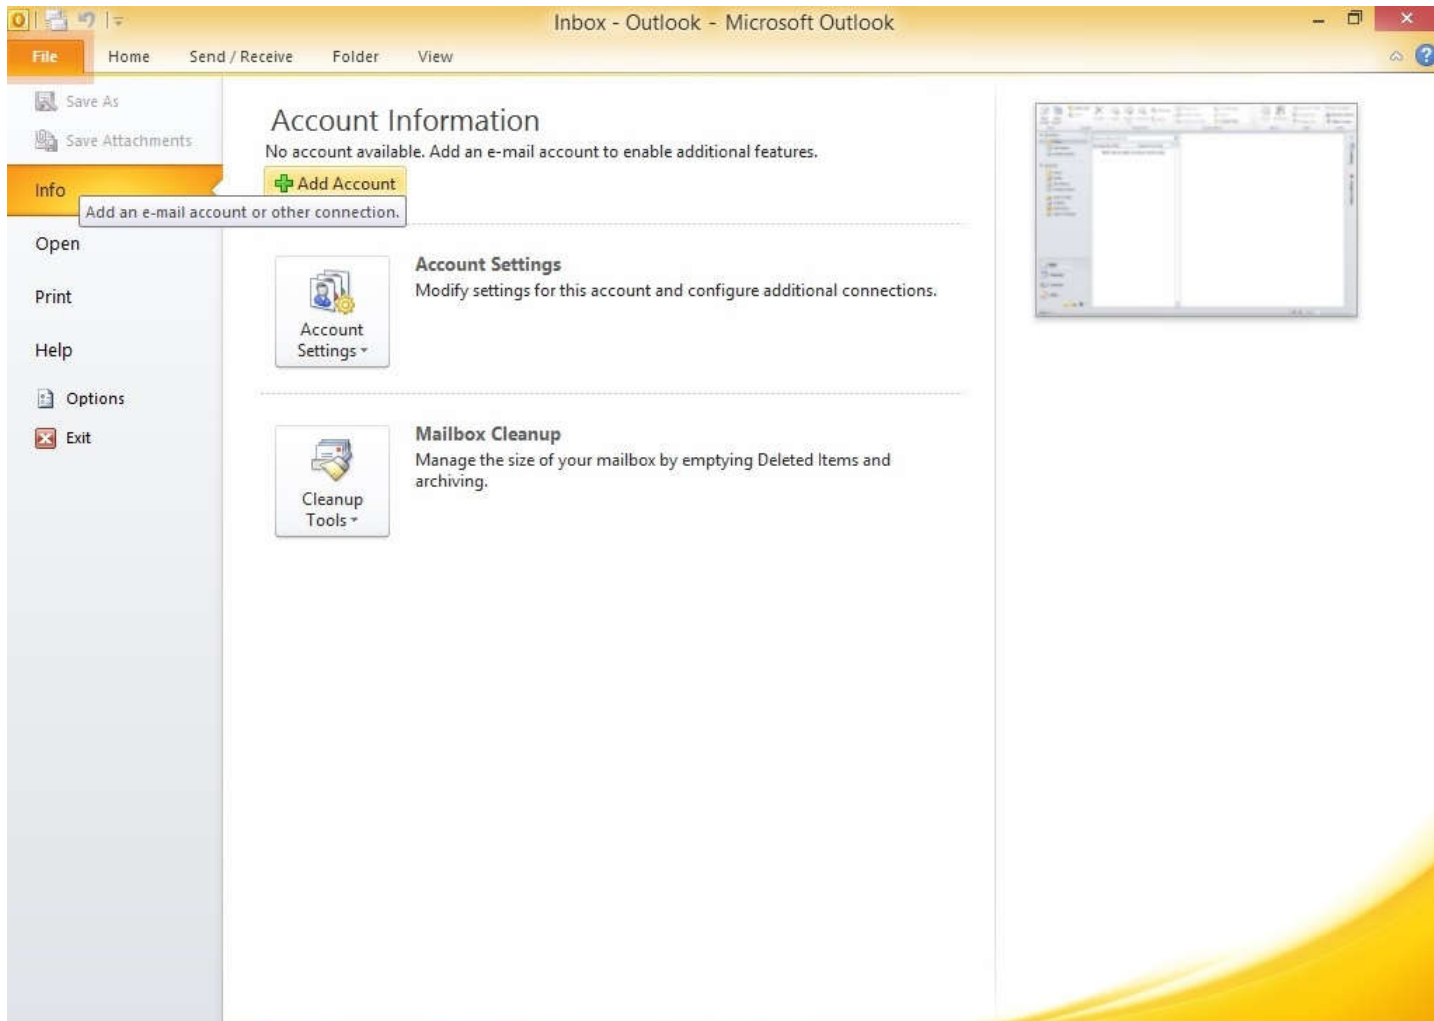 Inbox - Outlook - Microsoft Outlook
File Home Send / Receive Folder View
Save As
Save Attachments
Info
Open
Print
Help
Options
Exit
Account Information
No account available. Add an e-mail account to enable additional features.
Add Account
Add an e-mail account or other connection.
Account
Settings
Account Settings
Modify settings for this account and configure additional connections.
Cleanup
Tools
Mailbox Cleanup
Manage the size of your mailbox by emptying Deleted Items and
archiving.